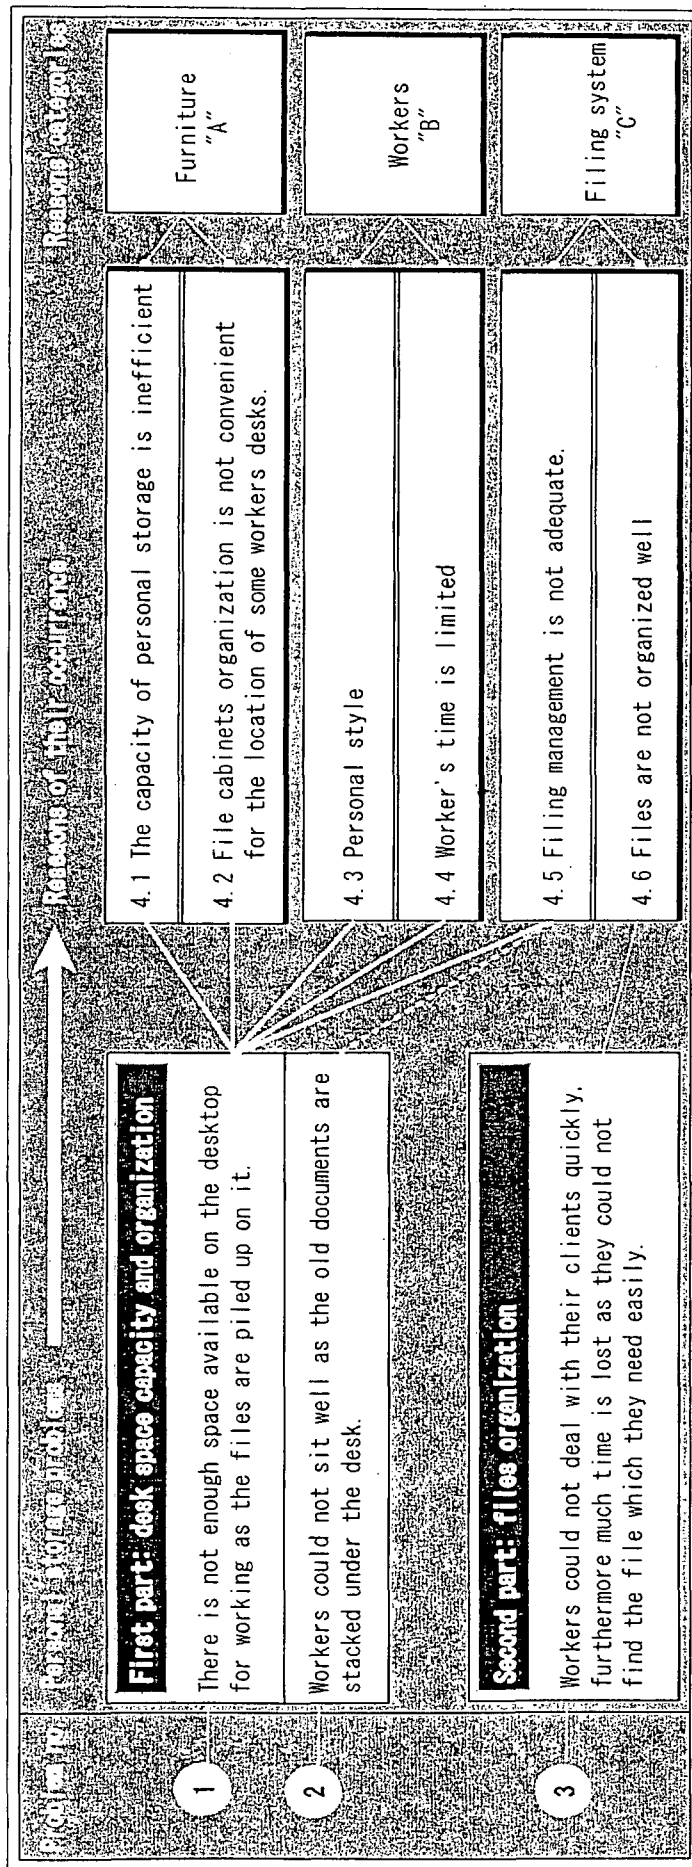 Problem no
Personal storage problems
Reasons of their occurrence
Reasons categories
1
First part: desk space capacity and organization
There is not enough space available on the desktop
for working as the files are piled up on it.
2
Workers could not sit well as the old documents are
stacked under the desk.
3
Second part: files organization
Workers could not deal with their clients quickly,
furthermore much time is lost as they could not
find the file which they need easily.
4.1 The capacity of personal storage is inefficient
4.2 File cabinets organization is not convenient
for the location of some workers desks.
4.3 Personal style
4.4 Worker's time is limited
4.5 Filing management is not adequate.
4.6 Files are not organized well
Furniture
"A"
Workers
"B"
Filing system
"C"